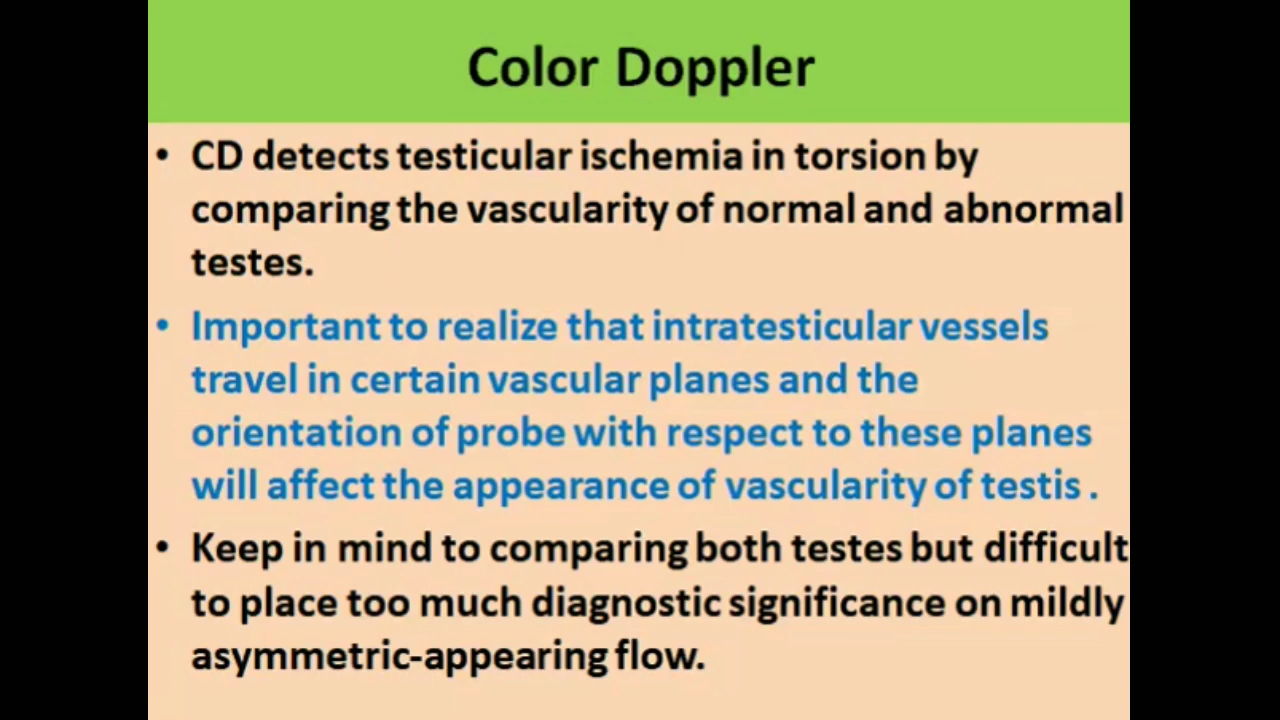 Color Doppler
• CD detects testicular ischemia in torsion by
comparing the vascularity of normal and abnormal
testes.
• Important to realize that intratesticular vessels
travel in certain vascular planes and the
orientation of probe with respect to these planes
will affect the appearance of vascularity of testis .
• Keep in mind to comparing both testes but difficult
to place too much diagnostic significance on mildly
asymmetric-appearing flow.